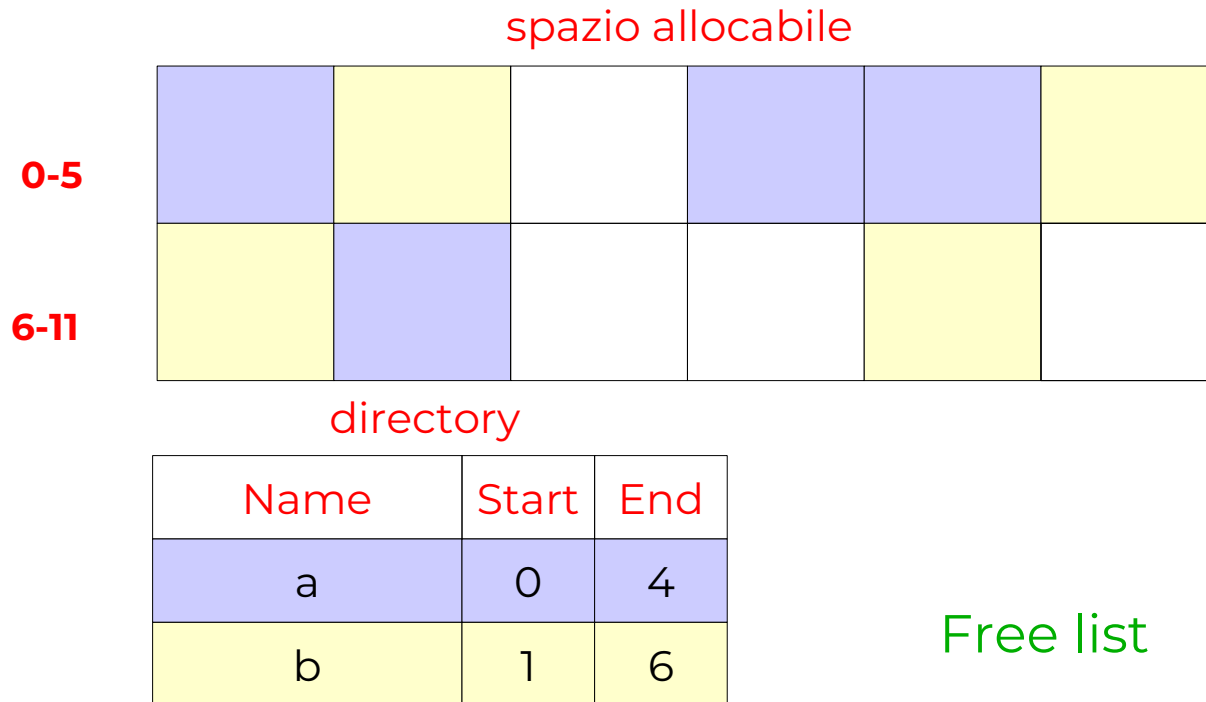 spazio allocabile
0-5
6-11
directory
Name Start End
a 0 4
b 1 6
Free list